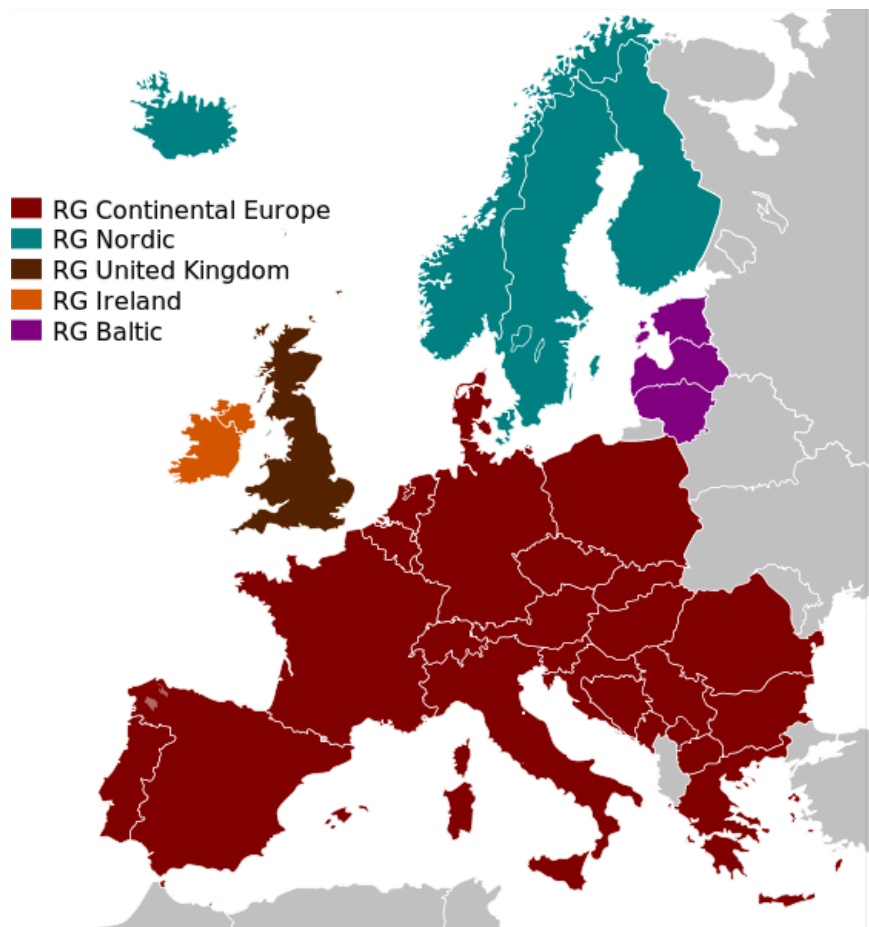 RG Continental Europe
RG Nordic
RG United Kingdom
RG Ireland
RG Baltic